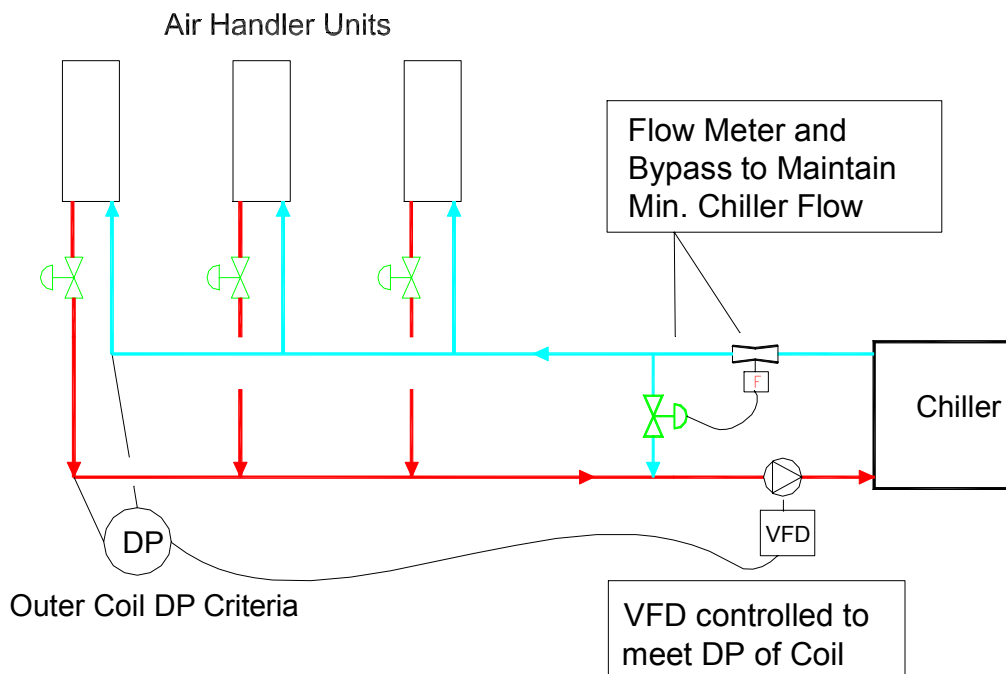 Air Handler Units
Flow Meter and
Bypass to Maintain
Min. Chiller Flow
F
Chiller
DP
VFD
Outer Coil DP Criteria
VFD controlled to
meet DP of Coil